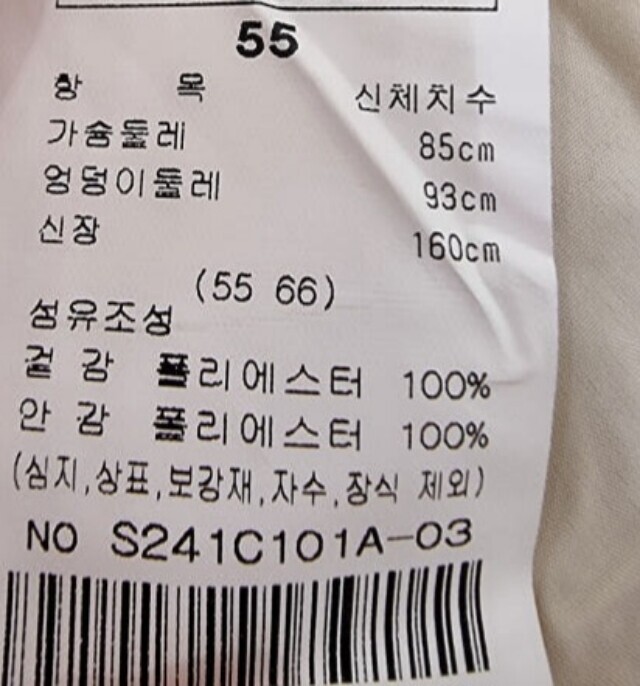 55
항 목 신체치수
가슴둘레 85cm
엉덩이둘레 93cm
신장 160cm
(55 66)
섬유조성
겉 감 폴리에스터 100%
안 감 폴리에스터 100%
(심지,상표,보강재,자수,장식 제외)
NO S241C101A-03